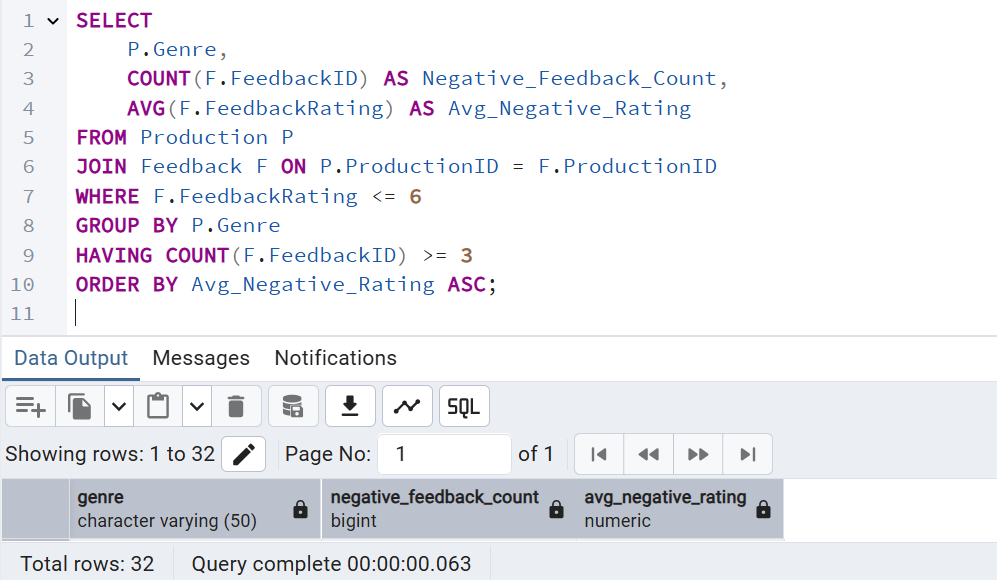 1 SELECT
2 P.Genre,
3 COUNT(F.FeedbackID) AS Negative_Feedback_Count,
4 AVG(F.FeedbackRating) AS Avg_Negative_Rating
5 FROM Production P
6 JOIN Feedback F ON P.ProductionID = F.ProductionID
7 WHERE F.FeedbackRating <= 6
8 GROUP BY P.Genre
9 HAVING COUNT(F.FeedbackID) >= 3
10 ORDER BY Avg_Negative_Rating ASC;
11
Data Output Messages Notifications
SQL
Showing rows: 1 to 32 Page No: 1 of 1
genre negative_feedback_count avg_negative_rating
character varying (50) bigint numeric
Total rows: 32 Query complete 00:00:00.063